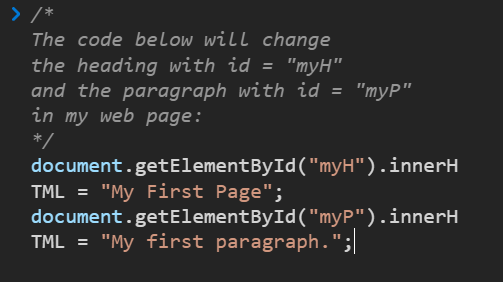 /*
The code below will change
the heading with id = "myH"
and the paragraph with id = "myP"
in my web page:
*/
document.getElementById("myH").innerH
TML = "My First Page";
document.getElementById("myP").innerH
TML = "My first paragraph.";